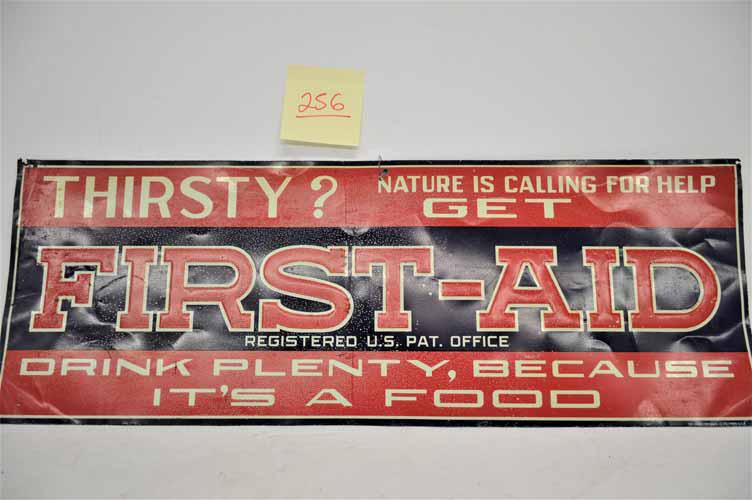 256
THIRSTY? NATURE IS CALLING FOR HELP
GET
FIRST-AID
REGISTERED U.S. PAT. OFFICE
DRINK PLENTY, BECAUSE
IT'S A FOOD